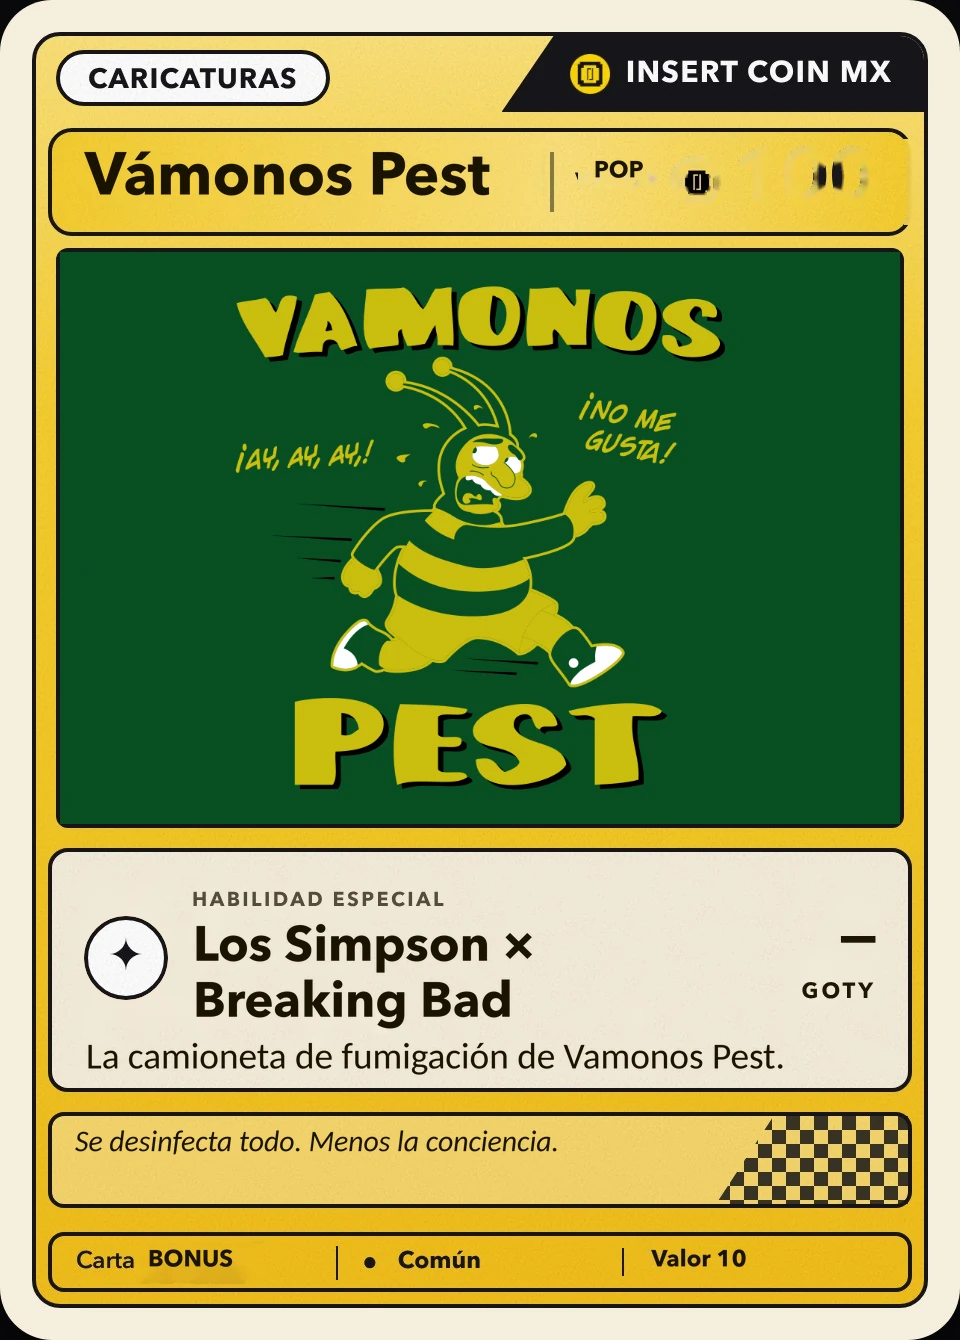 CARICATURAS
INSERT COIN MX
Vámonos Pest
POP
VAMONOS
¡NO ME
GUSTA!
¡AY, AY, AY,!
PEST
HABILIDAD ESPECIAL
Los Simpson ×
Breaking Bad
—
GOTY
La camioneta de fumigación de Vamonos Pest.
Se desinfecta todo. Menos la conciencia.
Carta BONUS
• Común
Valor 10